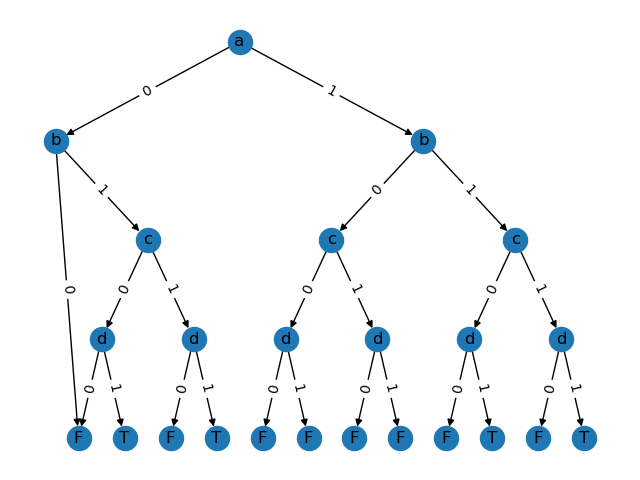 a
0 1
b b
1 0 1
c c c
0 0 1 0 1 0 1
d d d d d d
0 1 0 1 0 1 0 1 0 1 0 1
F T F T F F F F F T F T